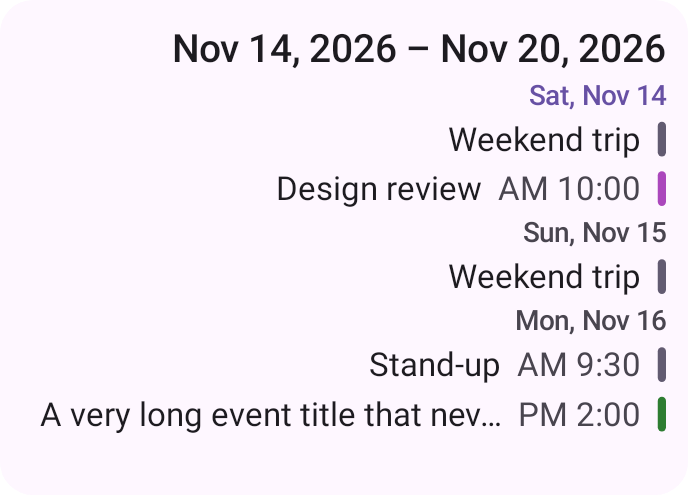 Nov 14, 2026 – Nov 20, 2026
Sat, Nov 14
Weekend trip
Design review AM 10:00
Sun, Nov 15
Weekend trip
Mon, Nov 16
Stand-up AM 9:30
A very long event title that nev… PM 2:00